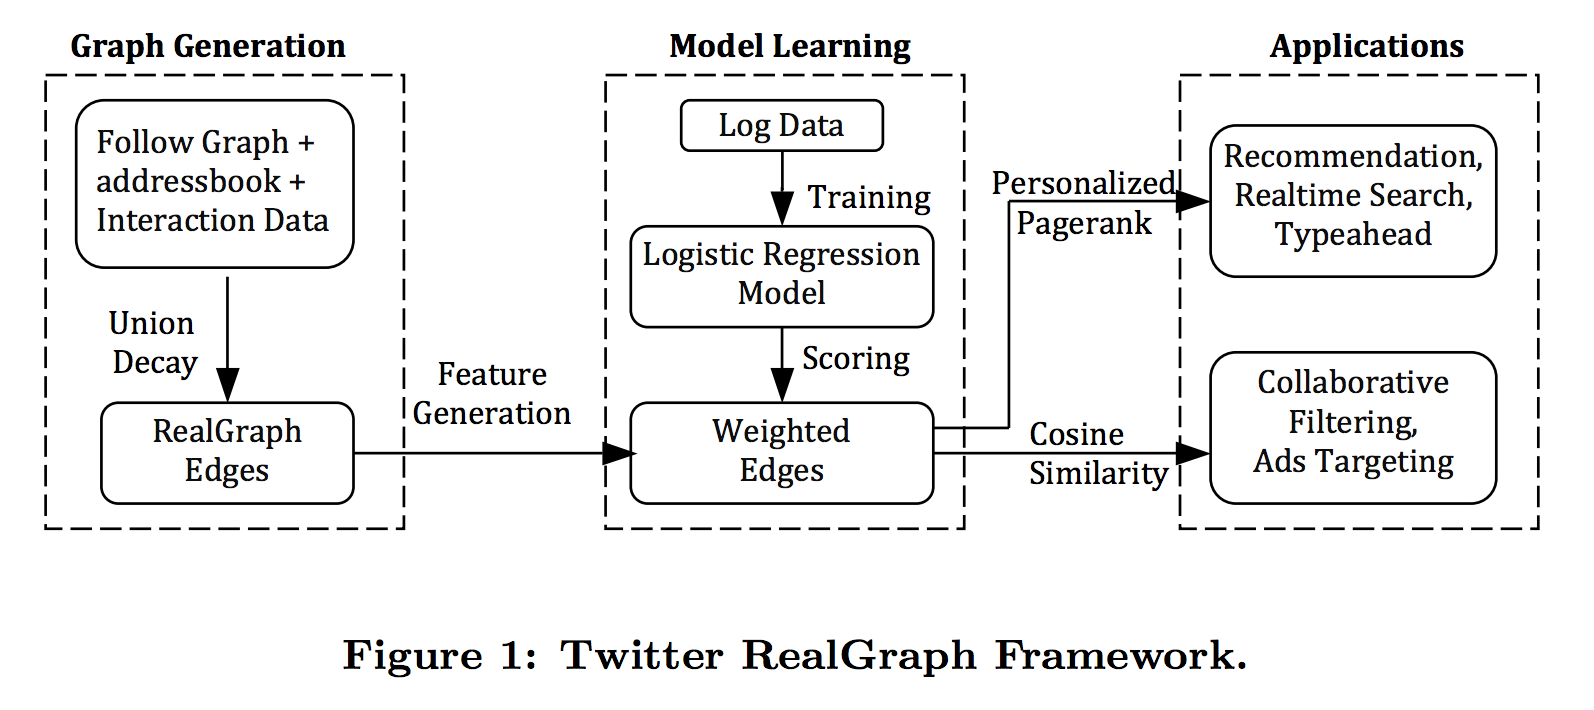 Graph Generation
Follow Graph +
addressbook +
Interaction Data
Union
Decay
RealGraph
Edges
Feature
Generation
Model Learning
Log Data
Training
Logistic Regression
Model
Scoring
Weighted
Edges
Personalized
Pagerank
Cosine
Similarity
Applications
Recommendation,
Realtime Search,
Typeahead
Collaborative
Filtering,
Ads Targeting
Figure 1: Twitter RealGraph Framework.